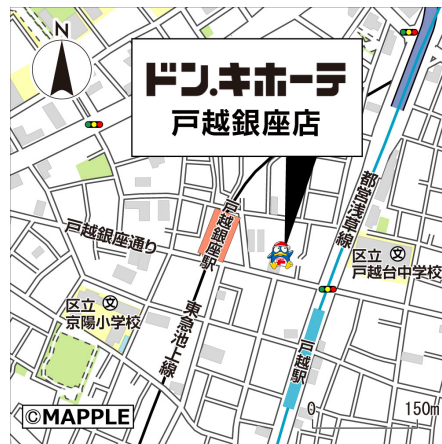 N
ドン.キホーテ
戸越銀座店
都営浅草線
戸越銀座通り
戸越銀座駅
区立
戸越台中学校
文
区立
京陽小学校
文
東急池上線
戸越駅
0 150m
©MAPPLE